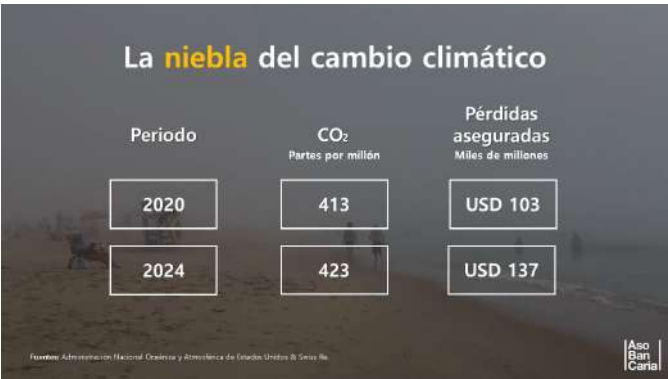 La niebla del cambio climático
Periodo
CO₂
Partes por millón
Pérdidas
aseguradas
Miles de millones
2020
413
USD 103
2024
423
USD 137
Fuentes: Administración Nacional Oceánica y Atmosférica de Estados Unidos & Swiss Re.
Aso
Ban
Caria